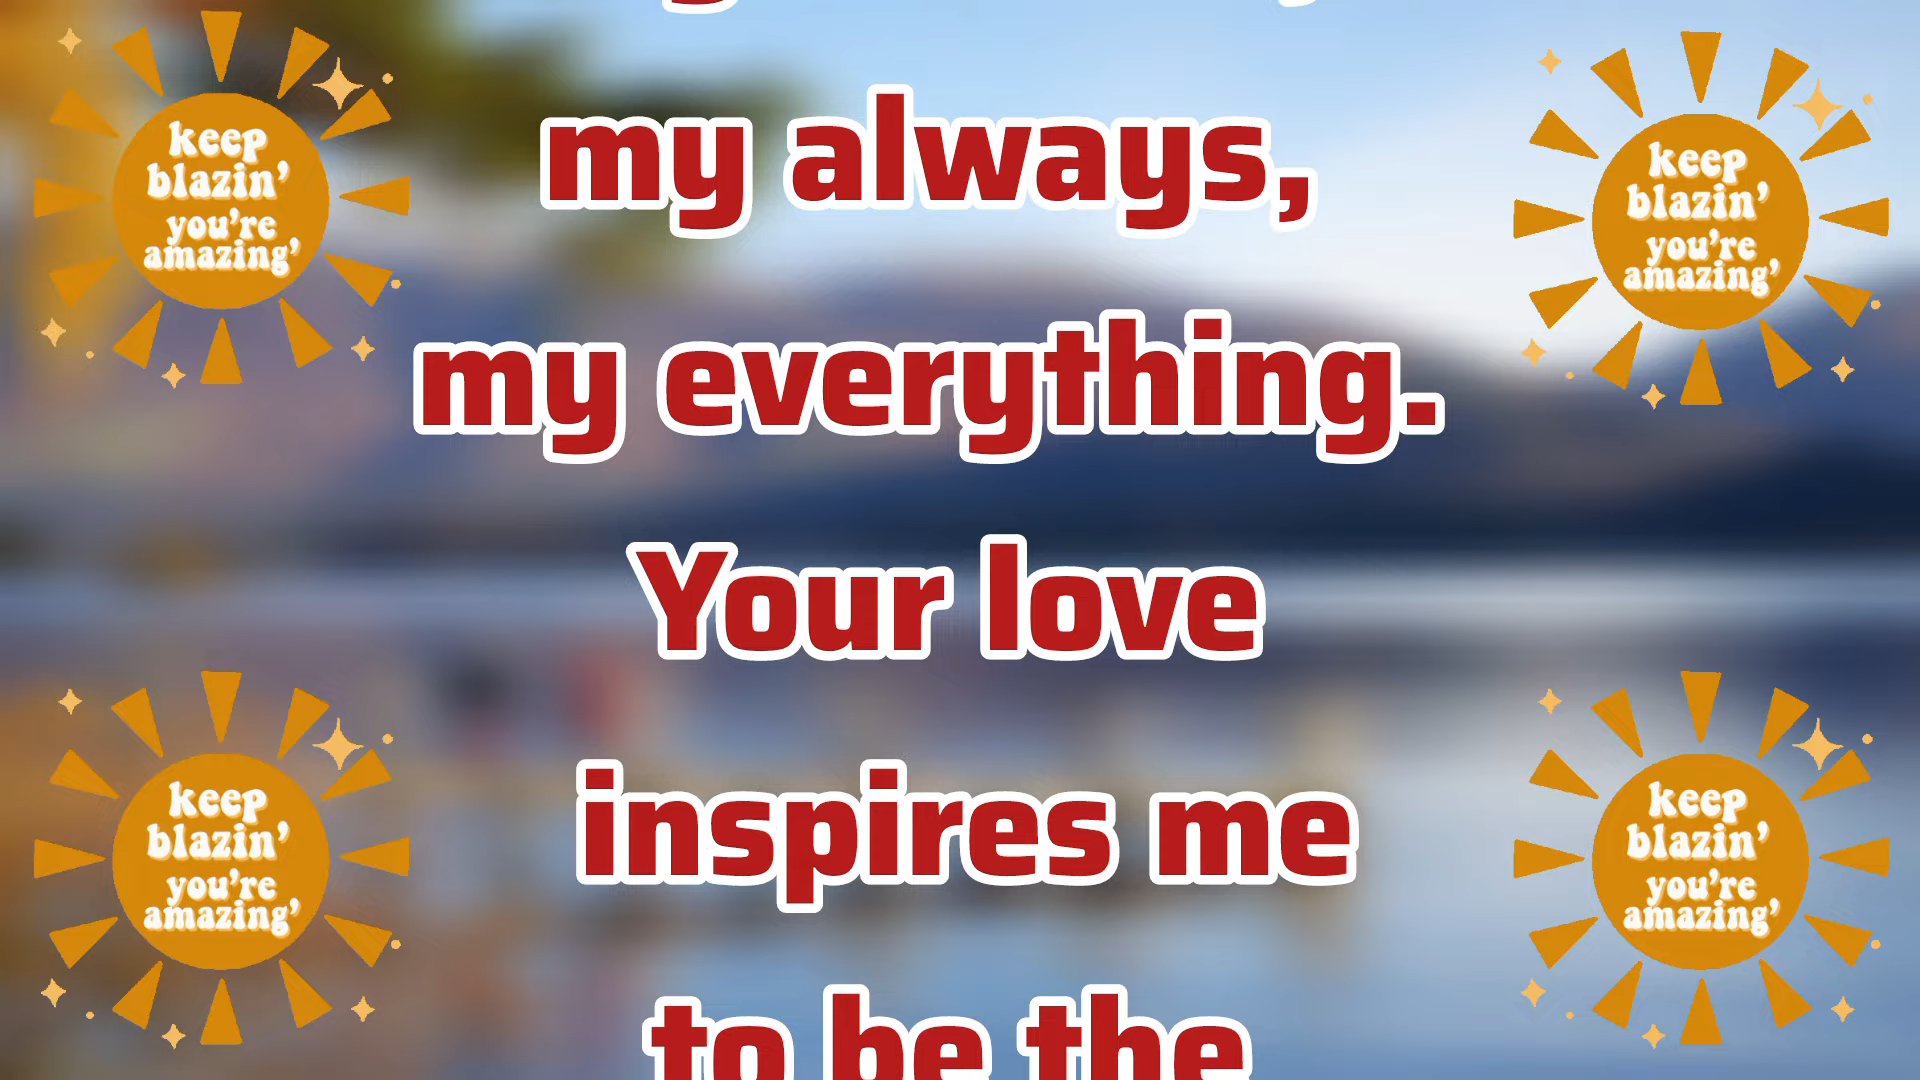 my always,
my everything.
Your love
inspires me
to be the
keep
blazin'
you're
amazing'
keep
blazin'
you're
amazing'
keep
blazin'
you're
amazing'
keep
blazin'
you're
amazing'